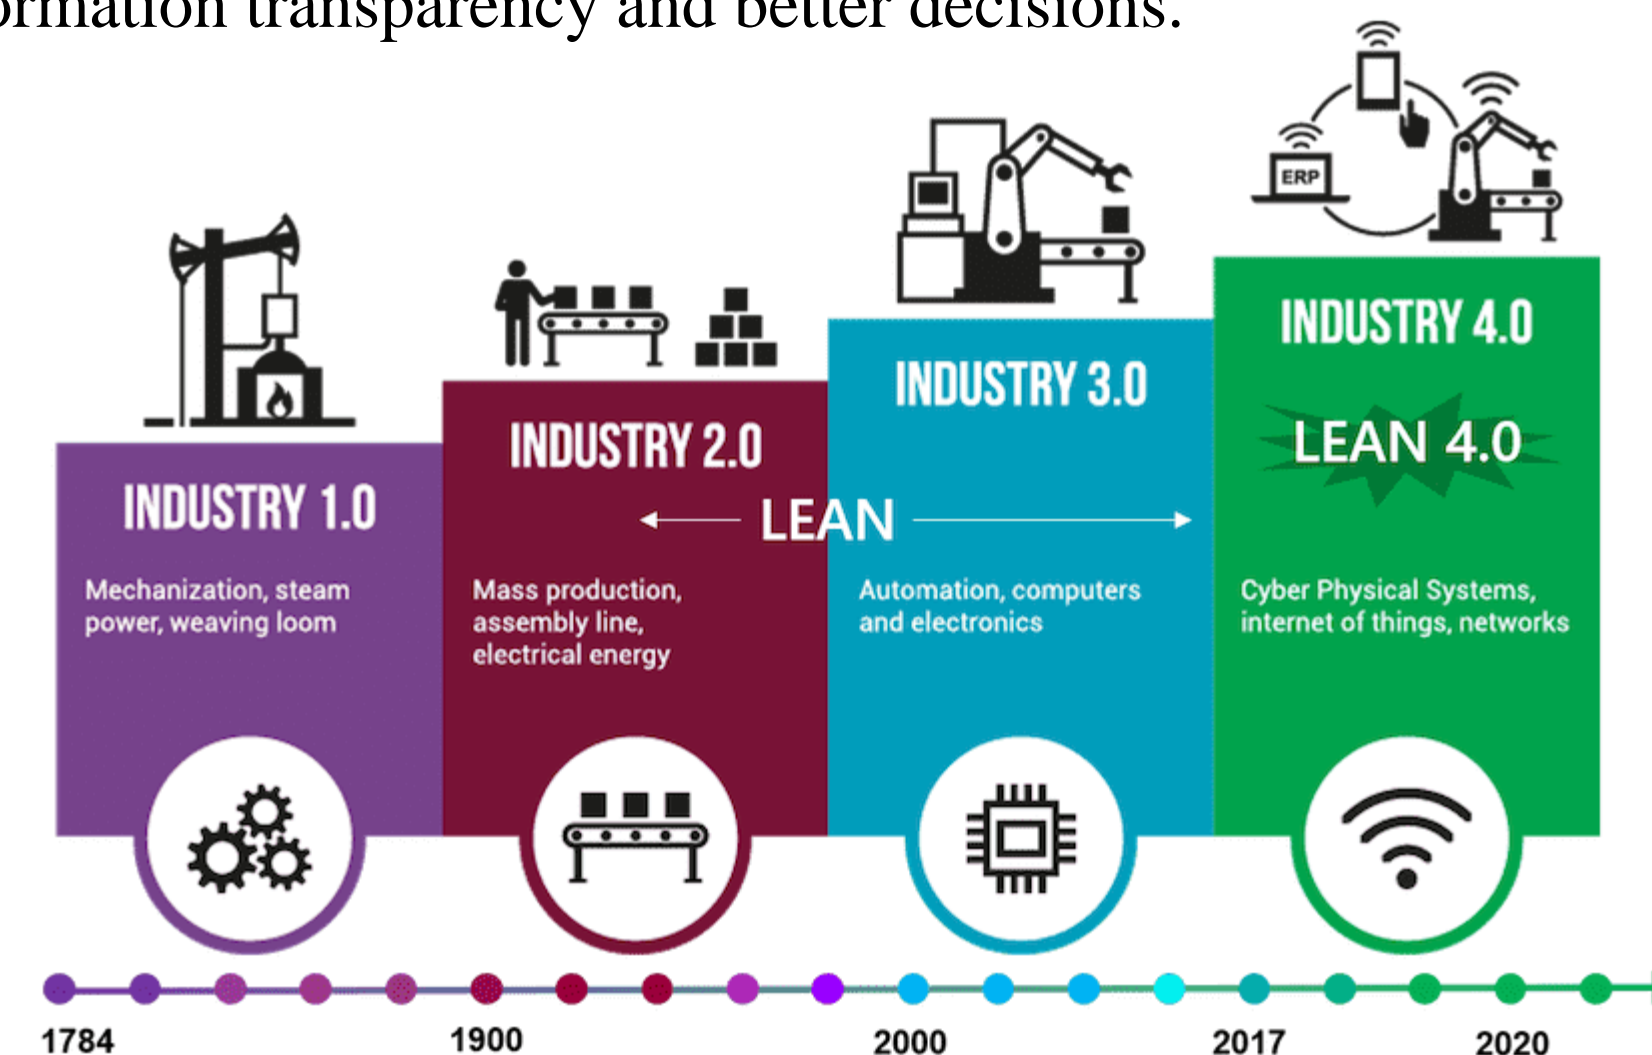 ormation transparency and better decisions.
ERP
INDUSTRY 4.0
INDUSTRY 3.0
LEAN 4.0
INDUSTRY 2.0
INDUSTRY 1.0
LEAN
Mechanization, steam
power, weaving loom
Mass production,
assembly line,
electrical energy
Automation, computers
and electronics
Cyber Physical Systems,
internet of things, networks
1784
1900
2000
2017
2020